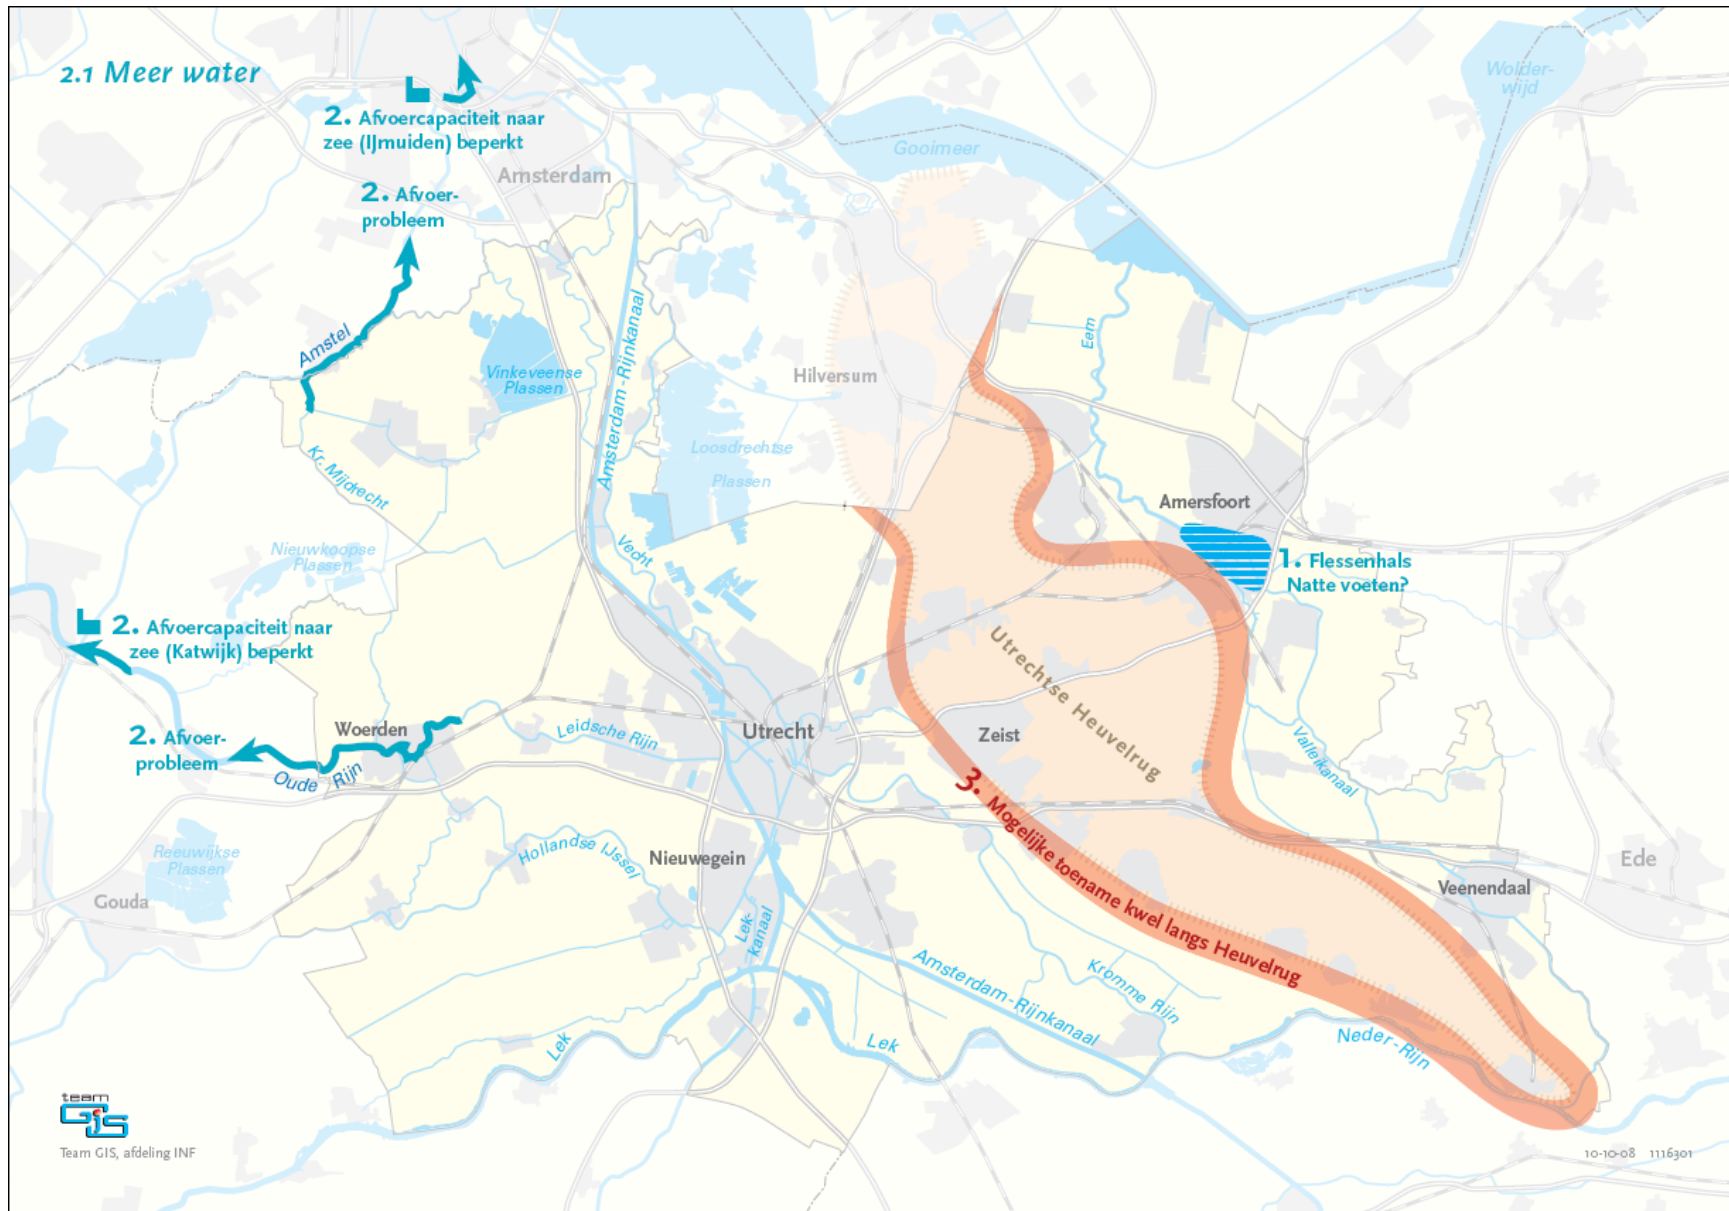 2.1 Meer water
2. Afvoercapaciteit naar
zee (IJmuiden) beperkt
Amsterdam
2. Afvoer-
probleem
Gooimeer
Wolder-
wijd
Amstel
Vinkeveense
Plassen
Amsterdam-Rijnkanaal
Hilversum
Eem
Loosdrechtse
Plassen
Kr. Mijdrecht
Amersfoort
1. Flessenhals
Natte voeten?
Nieuwkoopse
Plassen
Vecht
2. Afvoercapaciteit naar
zee (Katwijk) beperkt
Utrechtse Heuvelrug
Woerden
Leidsche Rijn
Utrecht
Zeist
Valleikanaal
2. Afvoer-
probleem
Oude Rijn
3. Mogelijke toename kwel langs Heuvelrug
Reeuwijkse
Plassen
Hollandse IJssel
Nieuwegein
Ede
Veenendaal
Gouda
Lek-
kanaal
Amsterdam-Rijnkanaal
Kromme Rijn
Lek
Lek
Neder-Rijn
team
GIS
Team GIS, afdeling INF
10-10-08 1116301